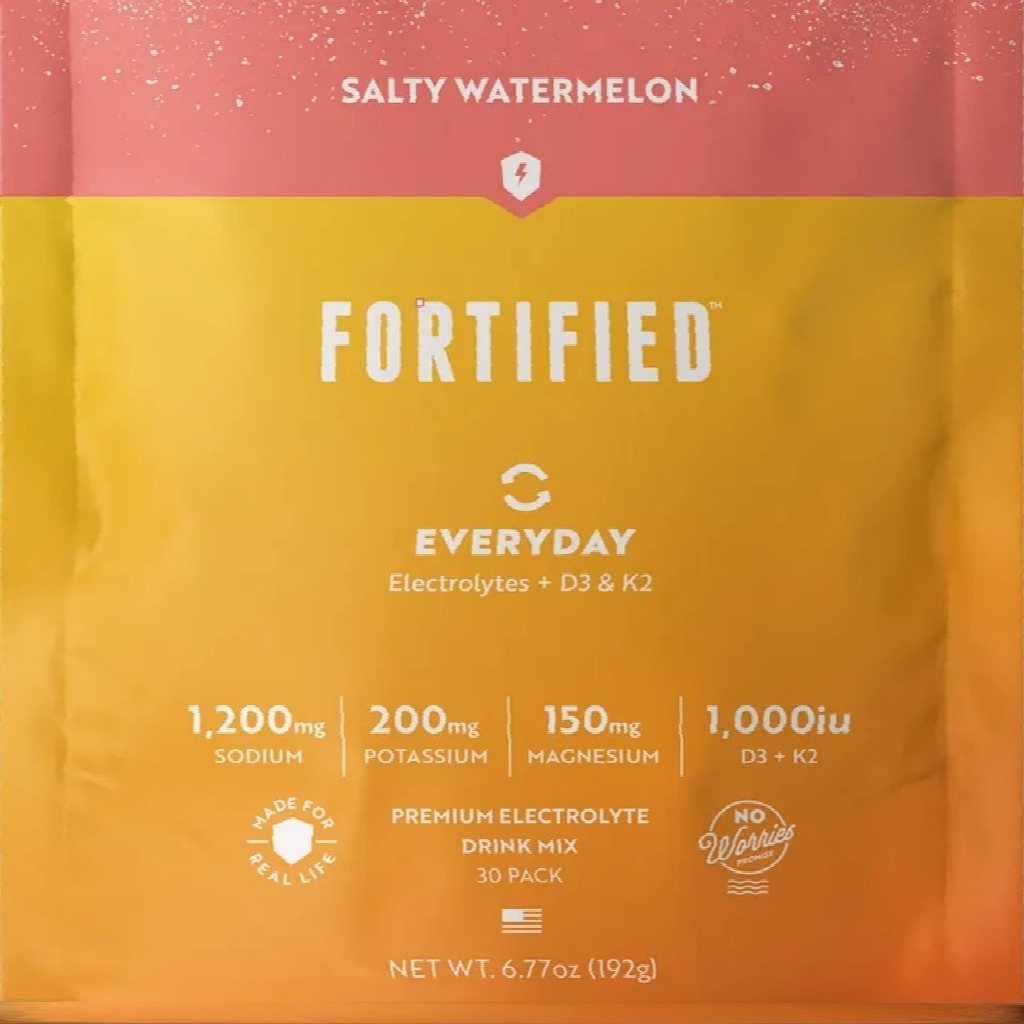 SALTY WATERMELON
FORTIFIED™
EVERYDAY
Electrolytes + D3 & K2
1,200mg
SODIUM
200mg
POTASSIUM
150mg
MAGNESIUM
1,000iu
D3 + K2
MADE FOR
REAL LIFE
PREMIUM ELECTROLYTE
DRINK MIX
30 PACK
NO
Worries
PROMISE
NET WT. 6.77oz (192g)